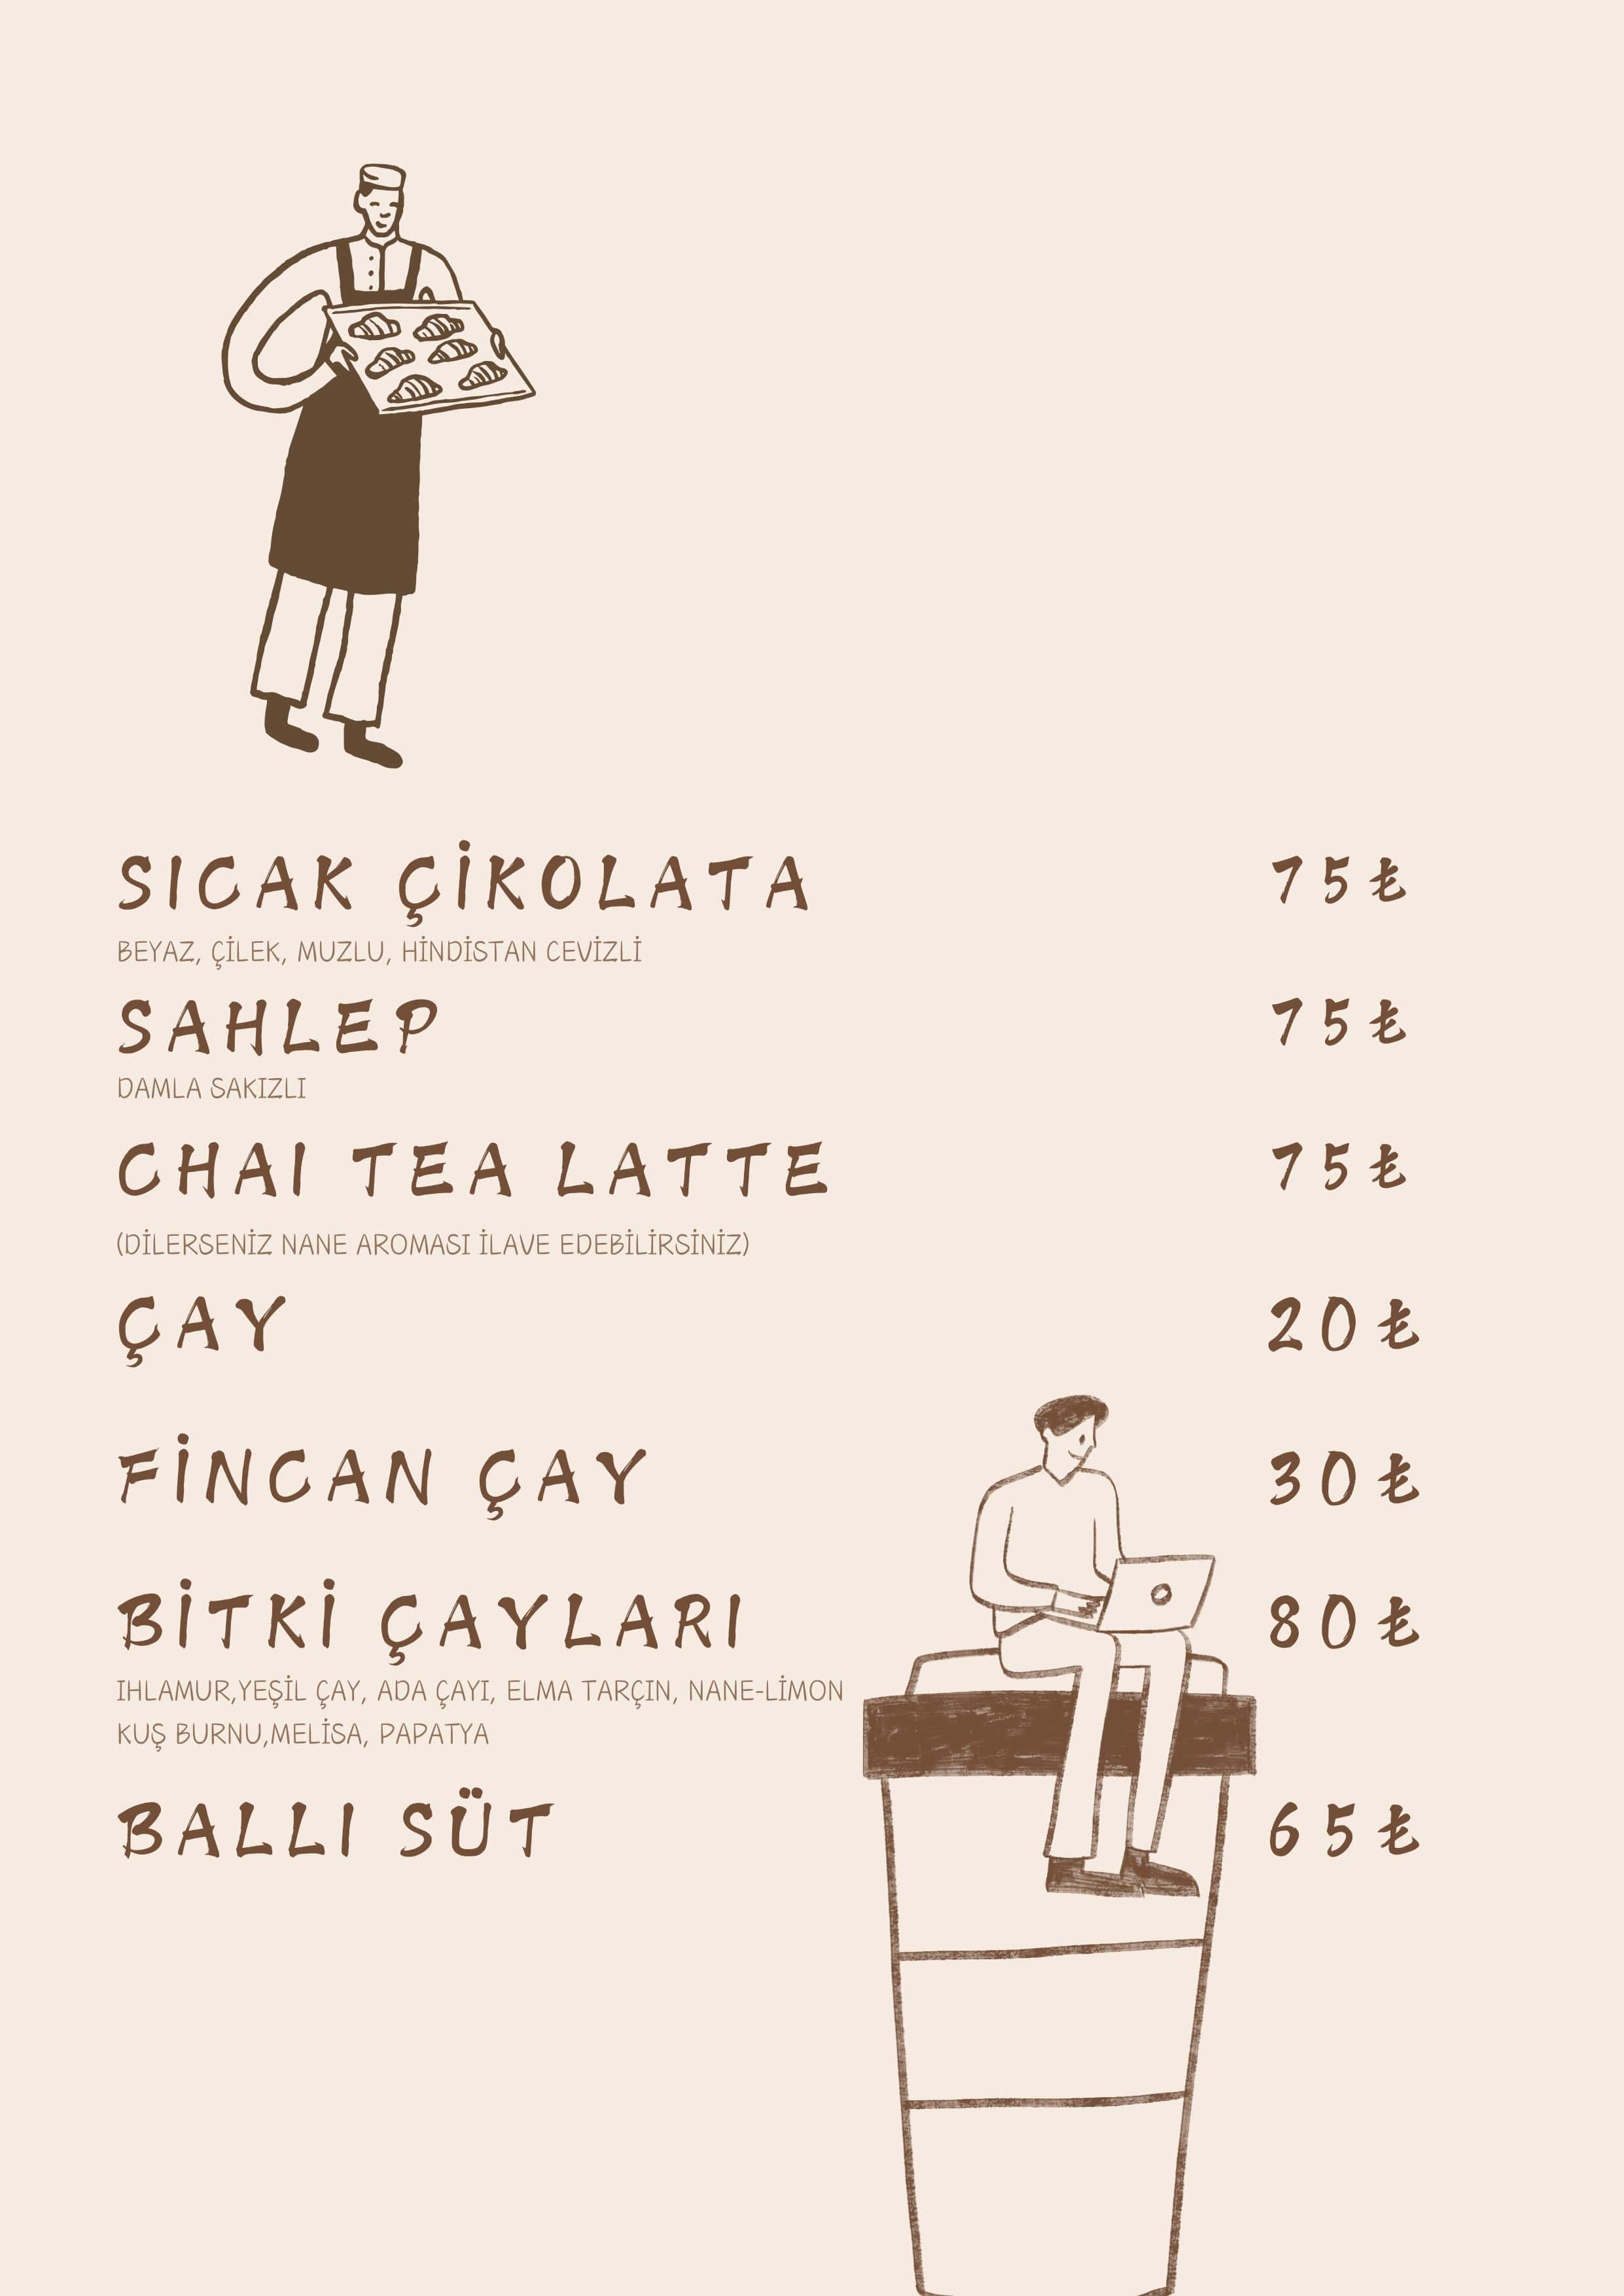 SICAK ÇİKOLATA 75₺
BEYAZ, ÇİLEK, MUZLU, HİNDİSTAN CEVİZLİ
SAHLEP 75₺
DAMLA SAKIZLI
CHAI TEA LATTE 75₺
(DİLERSENİZ NANE AROMASI İLAVE EDEBİLİRSİNİZ)
ÇAY 20₺
FİNCAN ÇAY 30₺
BİTKİ ÇAYLARI 80₺
IHLAMUR,YEŞİL ÇAY, ADA ÇAYI, ELMA TARÇIN, NANE-LİMON
KUŞ BURNU,MELİSA, PAPATYA
BALLI SÜT 65₺